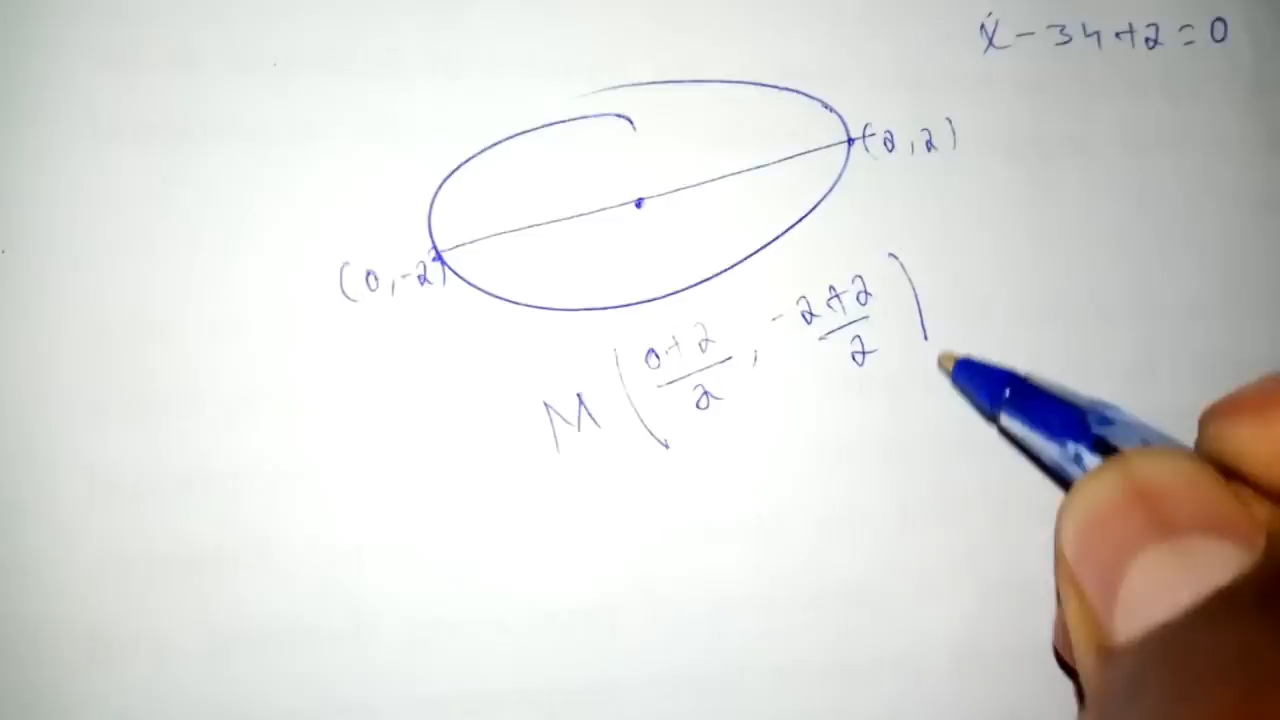 x - 3y + 2 = 0
(2, 2)
(0, -2)
M ( 0+2/2 , -2+2/2 )